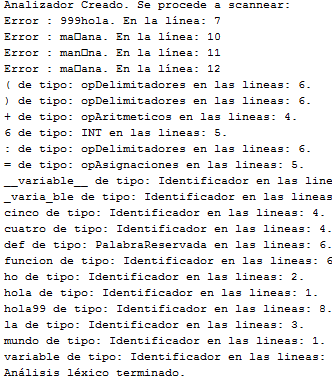 Analizador Creado. Se procede a scannear:
Error : 999hola. En la línea: 7
Error : ma□ana. En la línea: 10
Error : man□na. En la línea: 11
Error : ma□ana. En la línea: 12
( de tipo: opDelimitadores en las lineas: 6.
) de tipo: opDelimitadores en las lineas: 6.
+ de tipo: opAritmeticos en las lineas: 4.
6 de tipo: INT en las lineas: 5.
: de tipo: opDelimitadores en las lineas: 6.
= de tipo: opAsignaciones en las lineas: 5.
__variable__ de tipo: Identificador en las line
_varia_ble de tipo: Identificador en las lineas
cinco de tipo: Identificador en las lineas: 4.
cuatro de tipo: Identificador en las lineas: 4.
def de tipo: PalabraReservada en las lineas: 6.
funcion de tipo: Identificador en las lineas: 6
ho de tipo: Identificador en las lineas: 2.
hola de tipo: Identificador en las lineas: 1.
hola99 de tipo: Identificador en las lineas: 8.
la de tipo: Identificador en las lineas: 3.
mundo de tipo: Identificador en las lineas: 1.
variable de tipo: Identificador en las lineas:
Análisis léxico terminado.